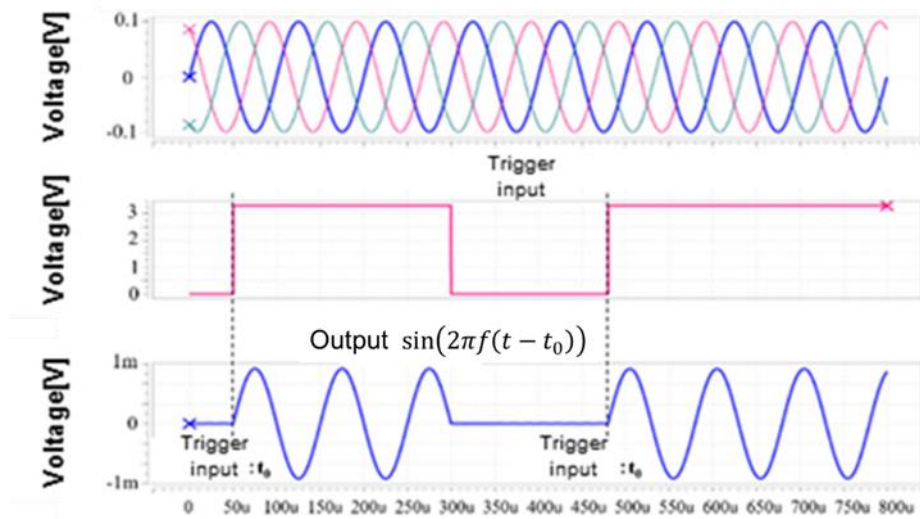 Voltage[V]
0.1
0
-0.1
Trigger
input
Voltage[V]
3
2
1
0
Output sin(2πf(t − t₀))
Voltage[V]
1m
0
-1m
Trigger
input : t₀
Trigger
input : t₀
0 50u 100u 150u 200u 250u 300u 350u 400u 450u 500u 550u 600u 650u 700u 750u 800u